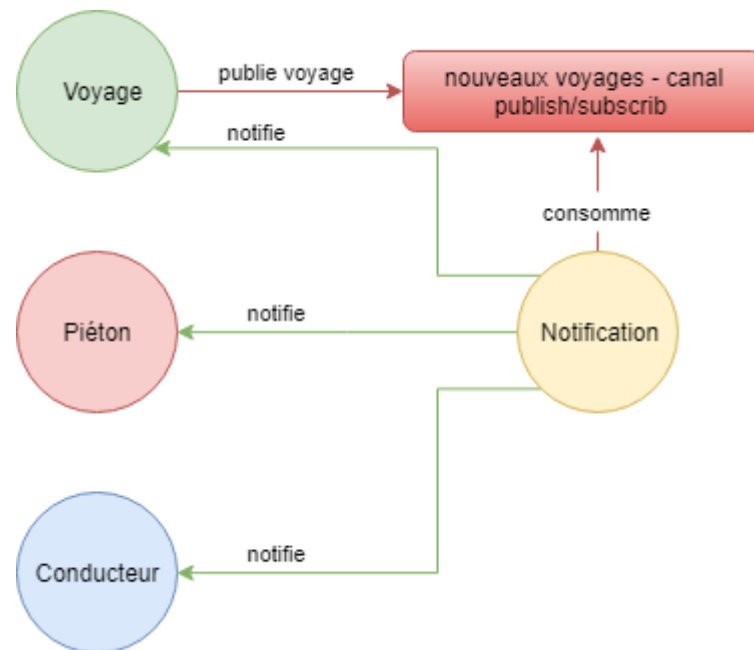 Voyage
publie voyage
nouveaux voyages - canal
publish/subscrib
notifie
consomme
Piéton
notifie
Notification
Conducteur
notifie